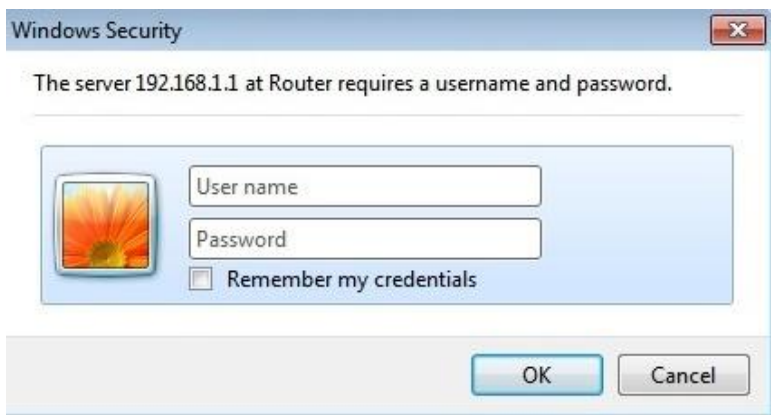 Windows Security
The server 192.168.1.1 at Router requires a username and password.
User name
Password
Remember my credentials
OK
Cancel